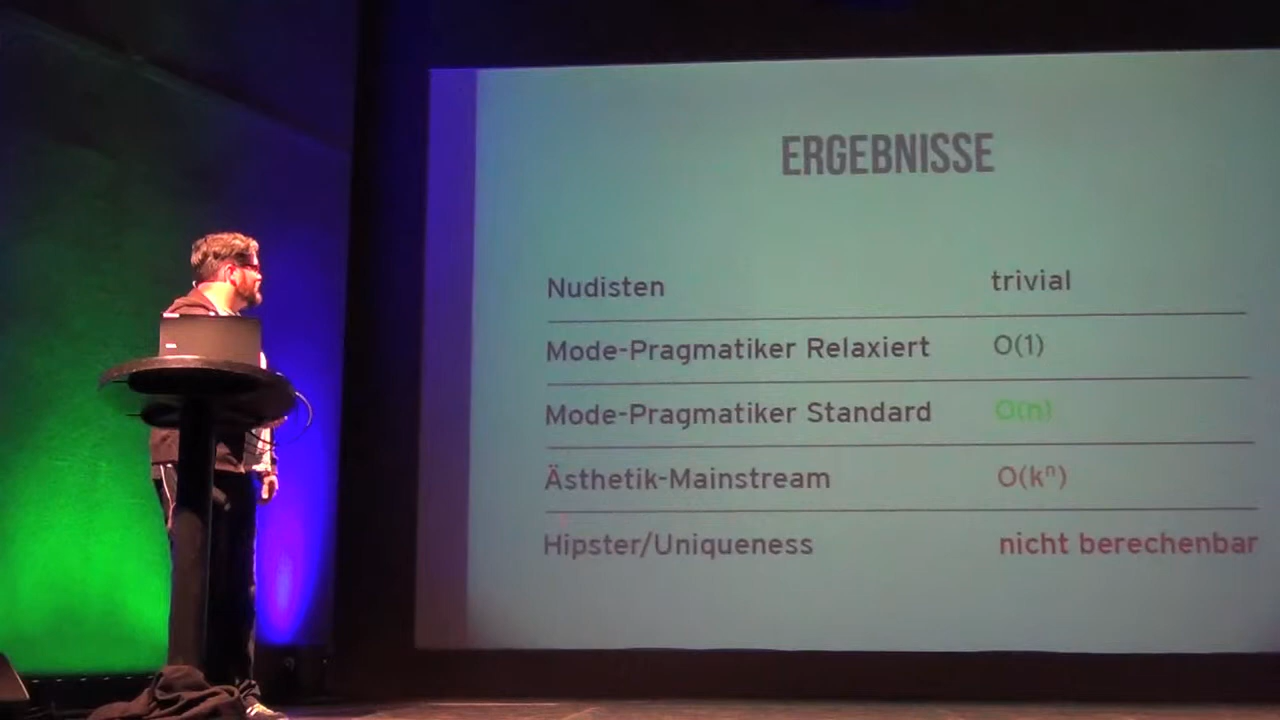 ERGEBNISSE
Nudisten trivial
Mode-Pragmatiker Relaxiert O(1)
Mode-Pragmatiker Standard O(n)
Ästhetik-Mainstream O(kⁿ)
Hipster/Uniqueness nicht berechenbar